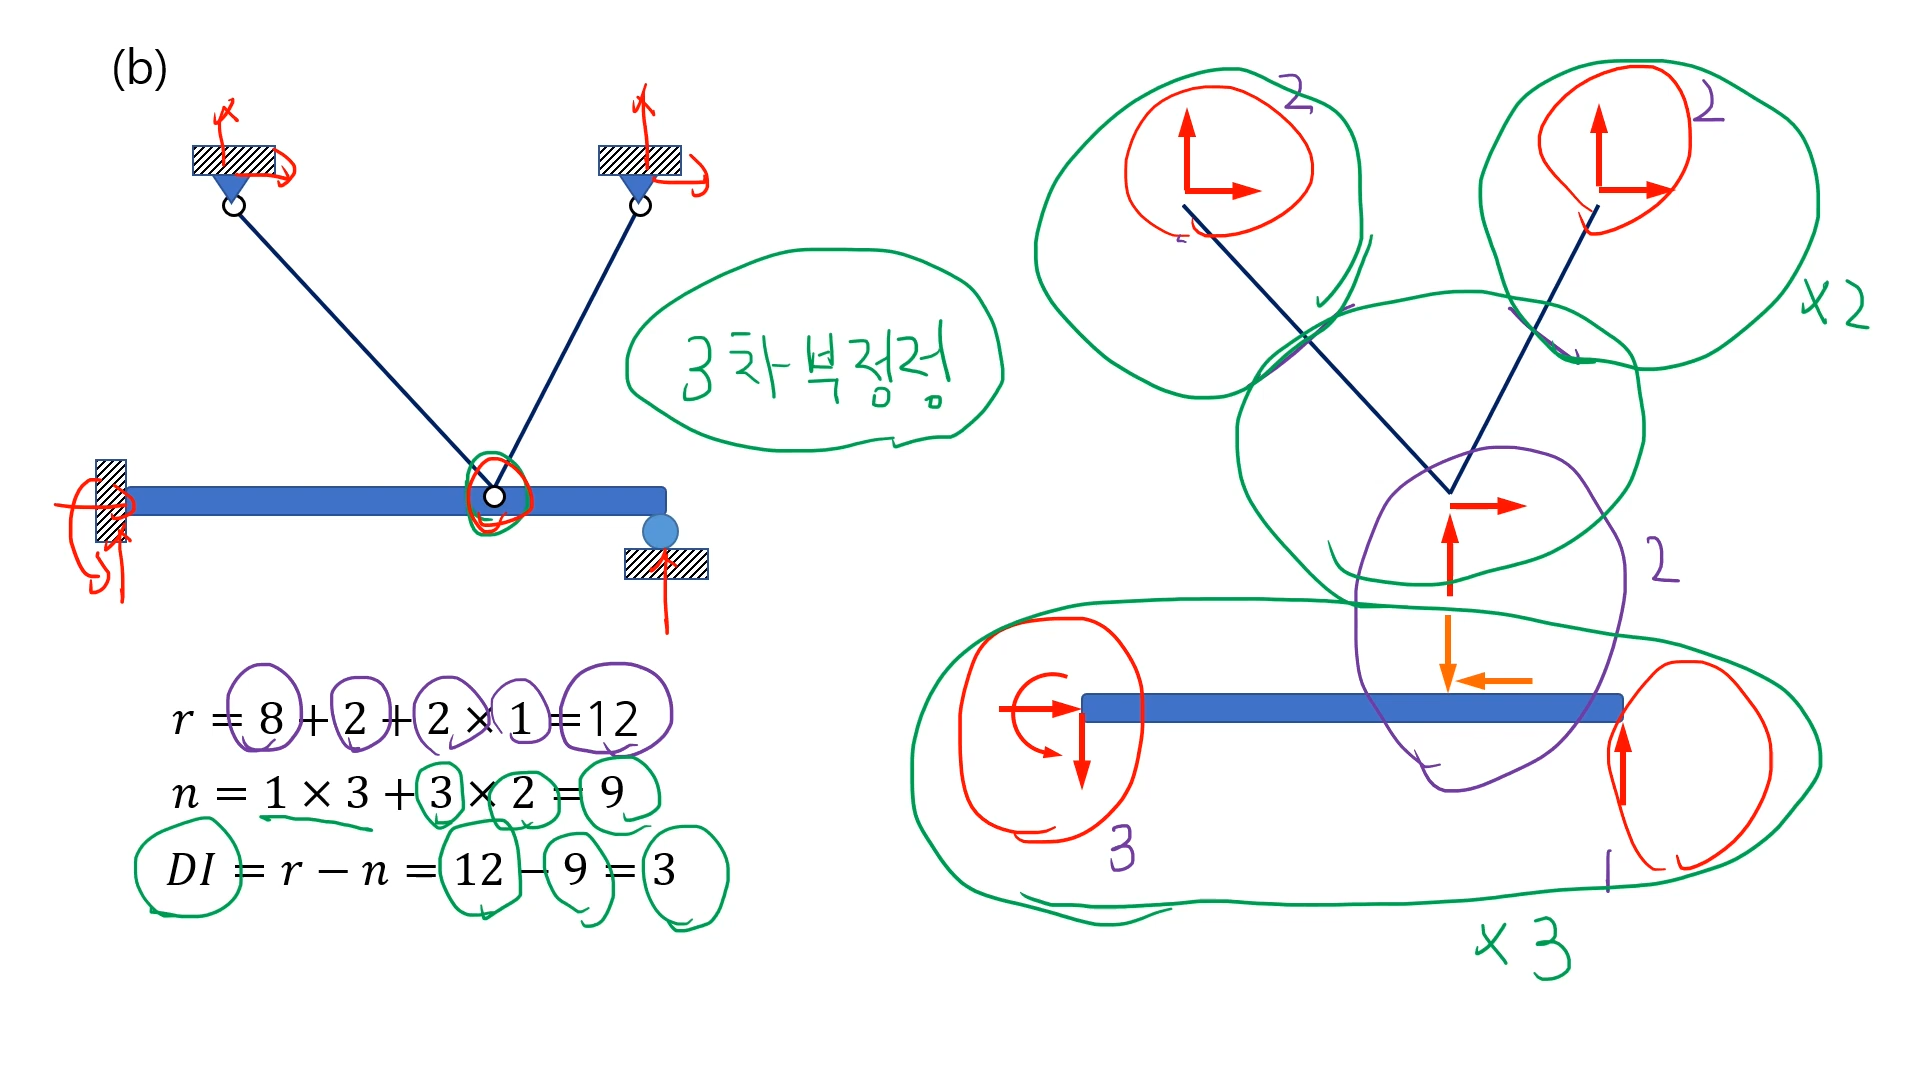 (b)
2
2
×2
3차부정정
2
r = 8 + 2 + 2 × 1 = 12
n = 1 × 3 + 3 × 2 = 9
DI = r − n = 12 − 9 = 3
3
1
×3